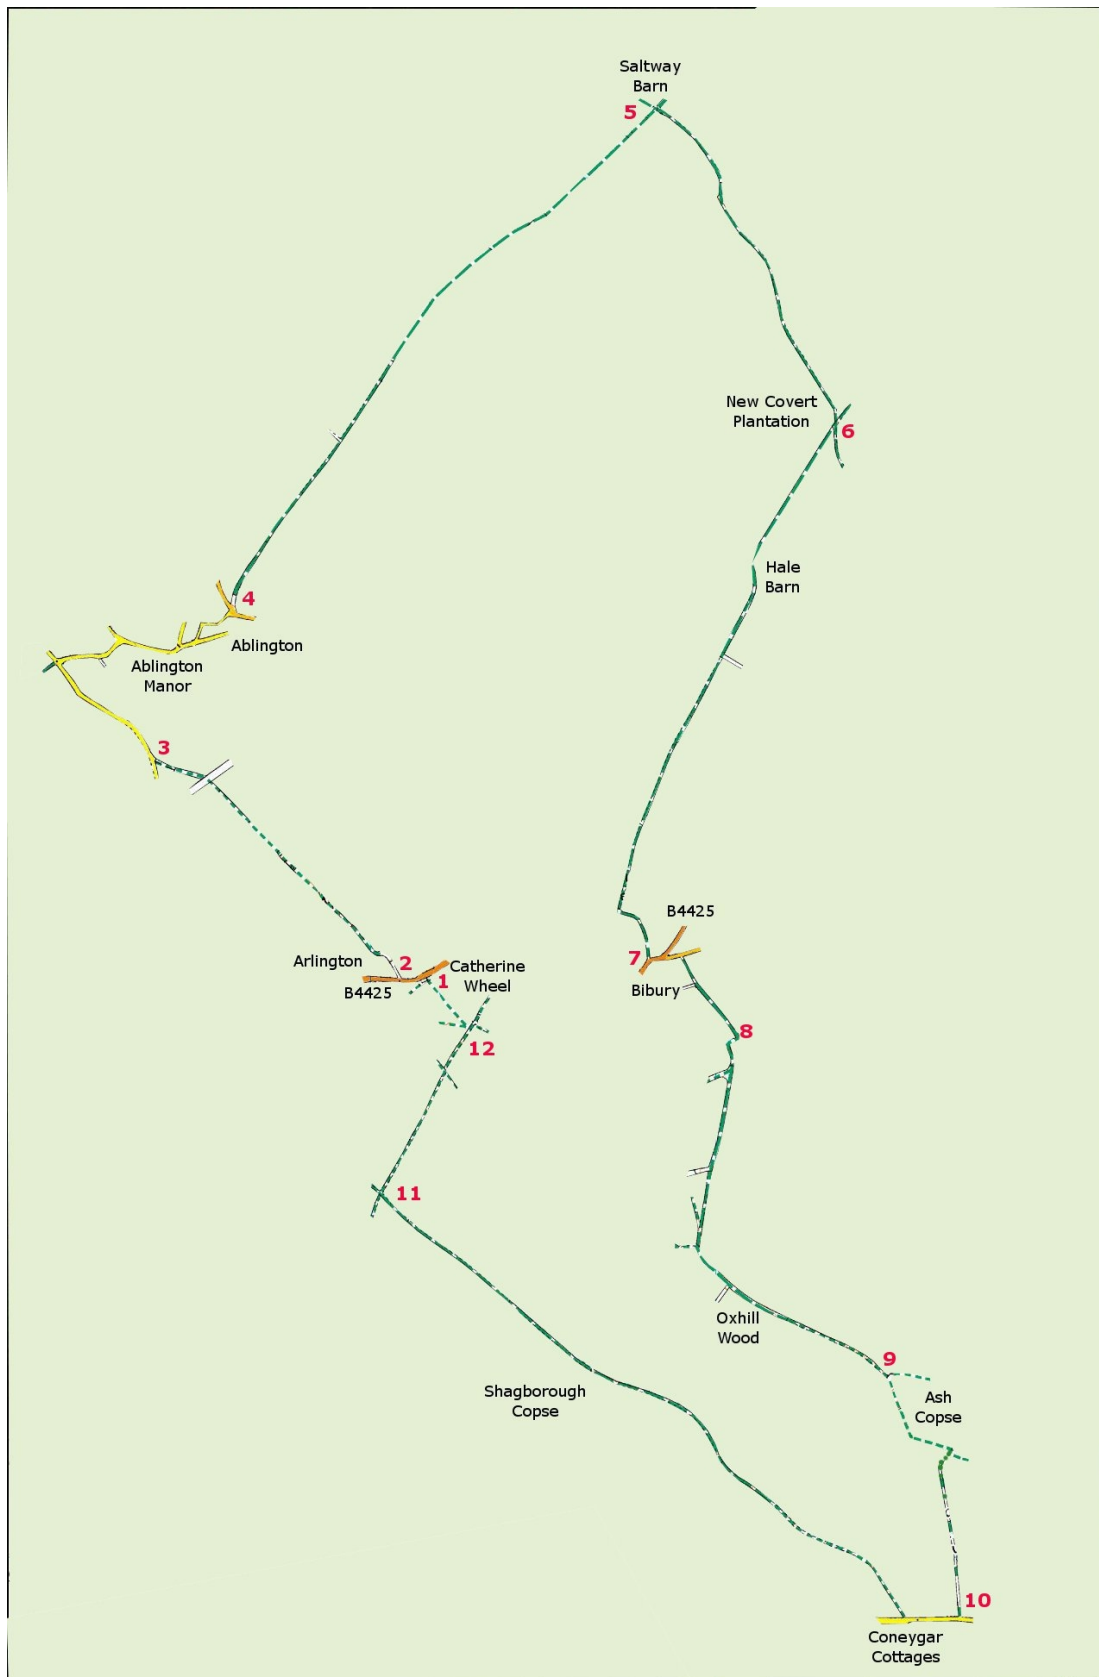 Saltway
Barn
5
New Covert
Plantation
6
Hale
Barn
4
Ablington
Ablington
Manor
3
B4425
7
Bibury
Arlington
2
B4425
1
Catherine
Wheel
8
12
11
Oxhill
Wood
9
Shagborough
Copse
Ash
Copse
10
Coneygar
Cottages